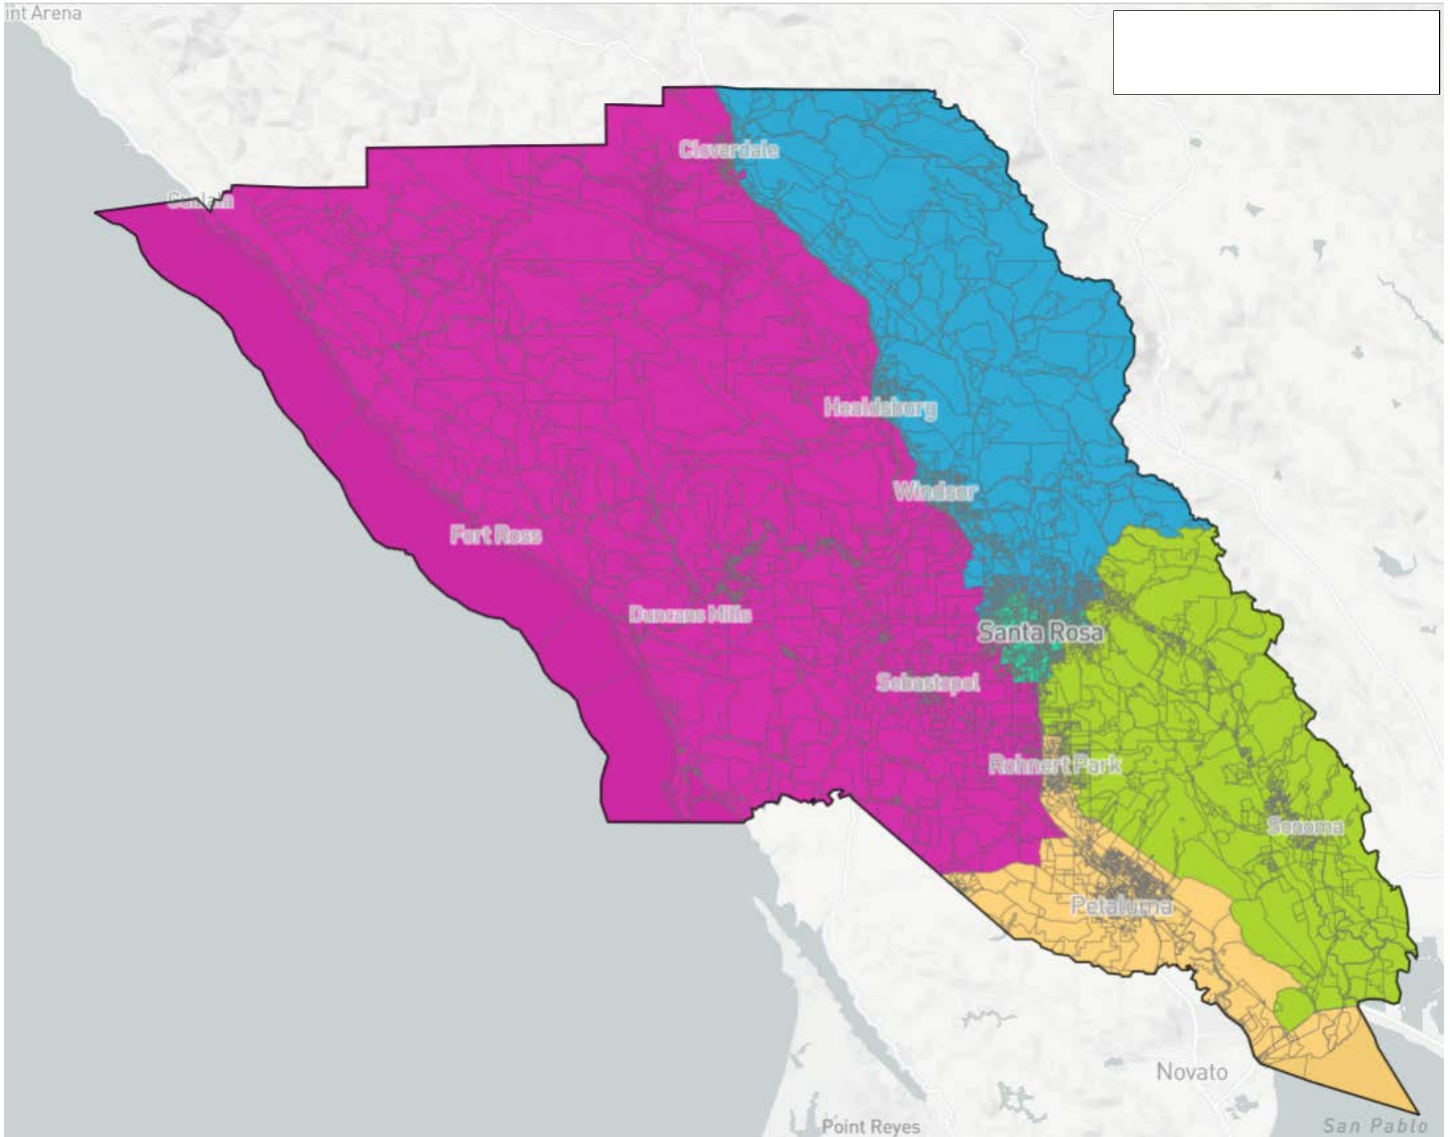 int Arena
Cloverdale
Gualala
Healdsburg
Windsor
Fort Ross
Duncans Mills
Santa Rosa
Sebastopol
Rohnert Park
Sonoma
Petaluma
Novato
Point Reyes
San Pablo